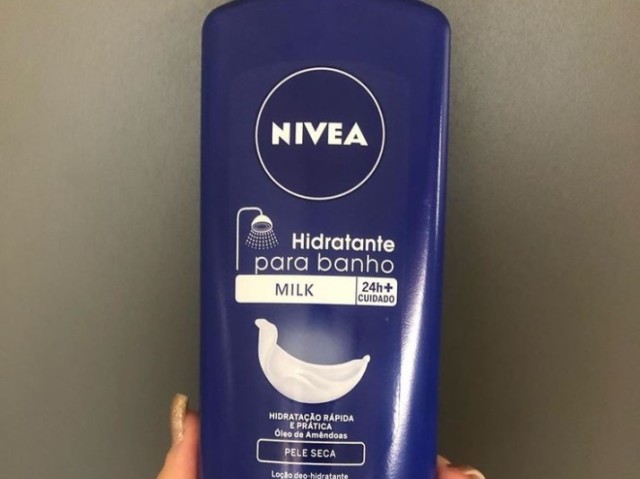 NIVEA
Hidratante
para banho
MILK
24h+
CUIDADO
HIDRATAÇÃO RÁPIDA
E PRÁTICA
Óleo de Amêndoas
PELE SECA
Loção deo-hidratante